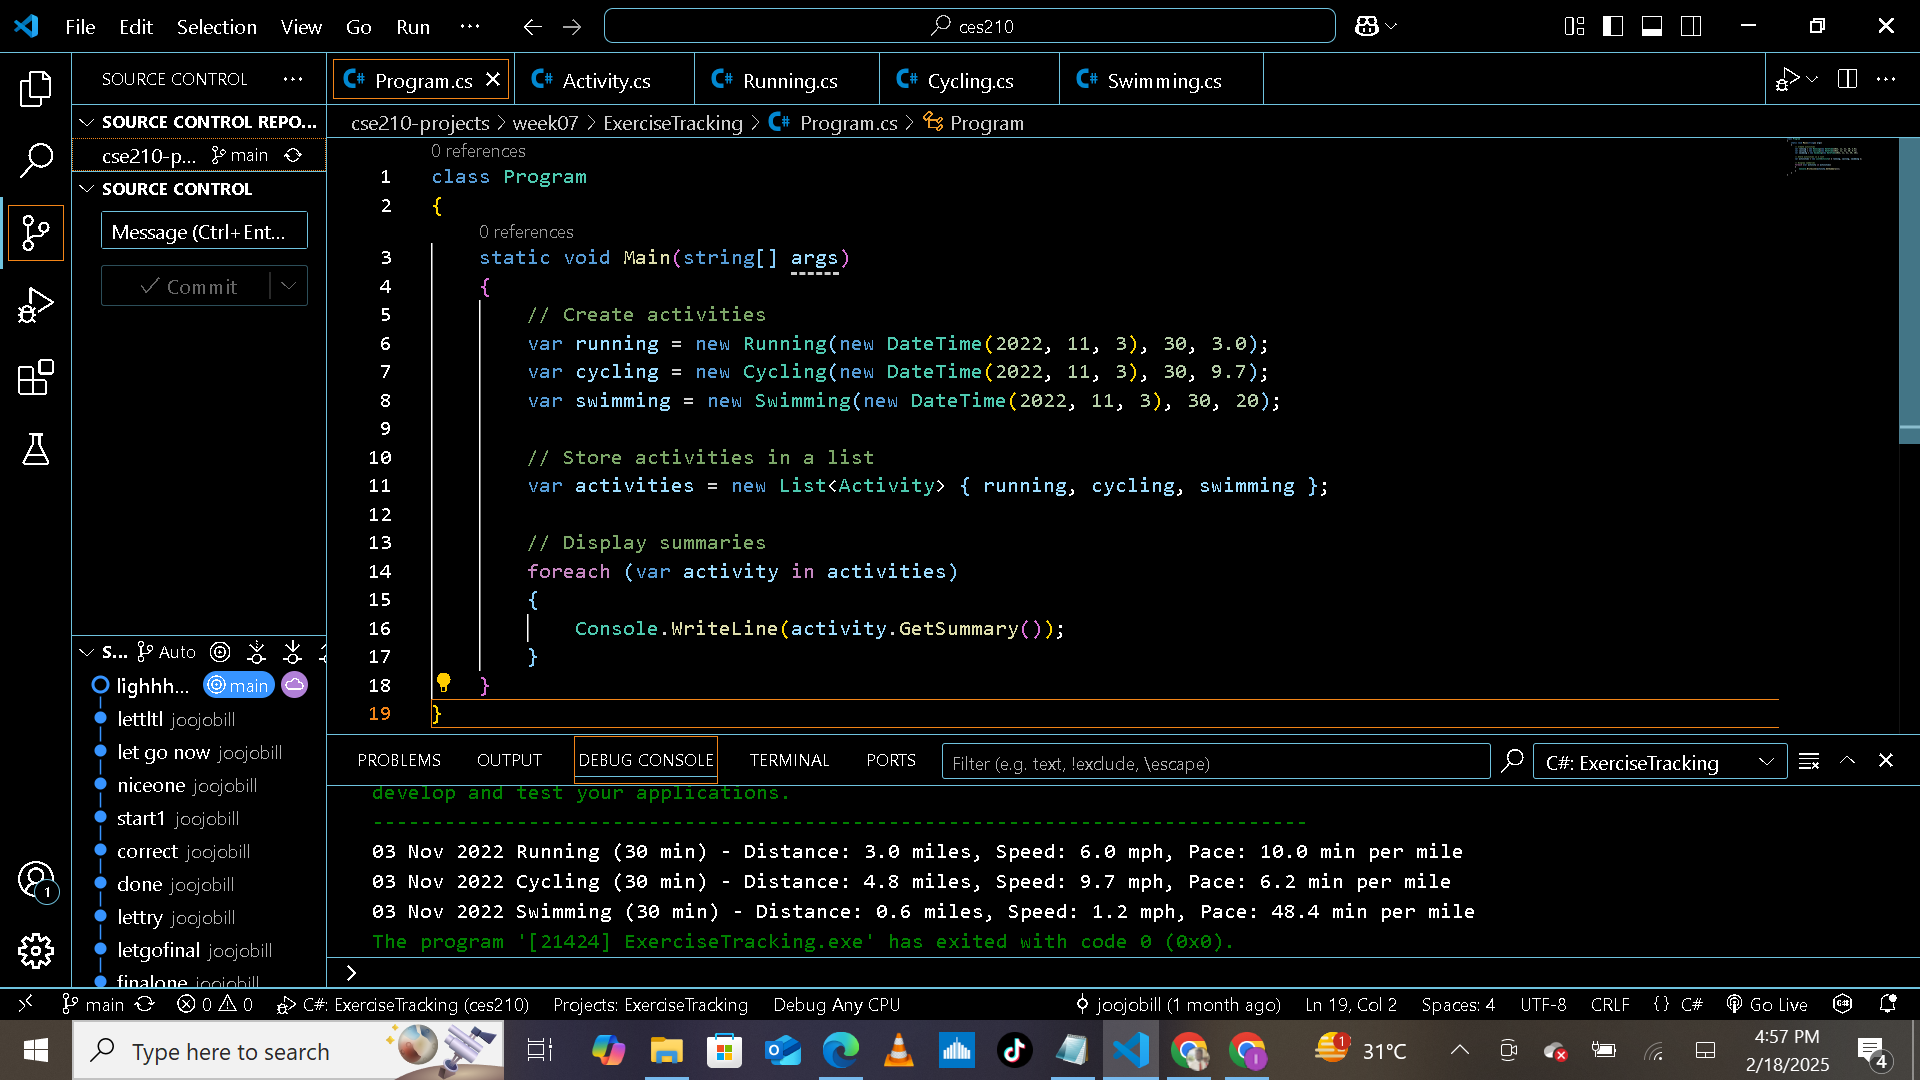 File Edit Selection View Go Run ··· ces210
SOURCE CONTROL ···
SOURCE CONTROL REPO...
cse210-p... main
SOURCE CONTROL
Message (Ctrl+Ent...
Commit
S... Auto
lighhh... main
lettltl joojobill
let go now joojobill
niceone joojobill
start1 joojobill
correct joojobill
done joojobill
lettry joojobill
letgofinal joojobill
finalone joojobill
1
Program.cs Activity.cs Running.cs Cycling.cs Swimming.cs
cse210-projects > week07 > ExerciseTracking > Program.cs > Program
0 references
1 class Program
2 {
0 references
3 static void Main(string[] args)
4 {
5 // Create activities
6 var running = new Running(new DateTime(2022, 11, 3), 30, 3.0);
7 var cycling = new Cycling(new DateTime(2022, 11, 3), 30, 9.7);
8 var swimming = new Swimming(new DateTime(2022, 11, 3), 30, 20);
9
10 // Store activities in a list
11 var activities = new List<Activity> { running, cycling, swimming };
12
13 // Display summaries
14 foreach (var activity in activities)
15 {
16 Console.WriteLine(activity.GetSummary());
17 }
18 }
19 }
PROBLEMS OUTPUT DEBUG CONSOLE TERMINAL PORTS Filter (e.g. text, !exclude, \escape) C#: ExerciseTracking
develop and test your applications.
------------------------------------------------------------------------------
03 Nov 2022 Running (30 min) - Distance: 3.0 miles, Speed: 6.0 mph, Pace: 10.0 min per mile
03 Nov 2022 Cycling (30 min) - Distance: 4.8 miles, Speed: 9.7 mph, Pace: 6.2 min per mile
03 Nov 2022 Swimming (30 min) - Distance: 0.6 miles, Speed: 1.2 mph, Pace: 48.4 min per mile
The program '[21424] ExerciseTracking.exe' has exited with code 0 (0x0).
>
main 0 0 C#: ExerciseTracking (ces210) Projects: ExerciseTracking Debug Any CPU joojobill (1 month ago) Ln 19, Col 2 Spaces: 4 UTF-8 CRLF {} C# Go Live
Type here to search 1 31°C 4:57 PM
2/18/2025 4